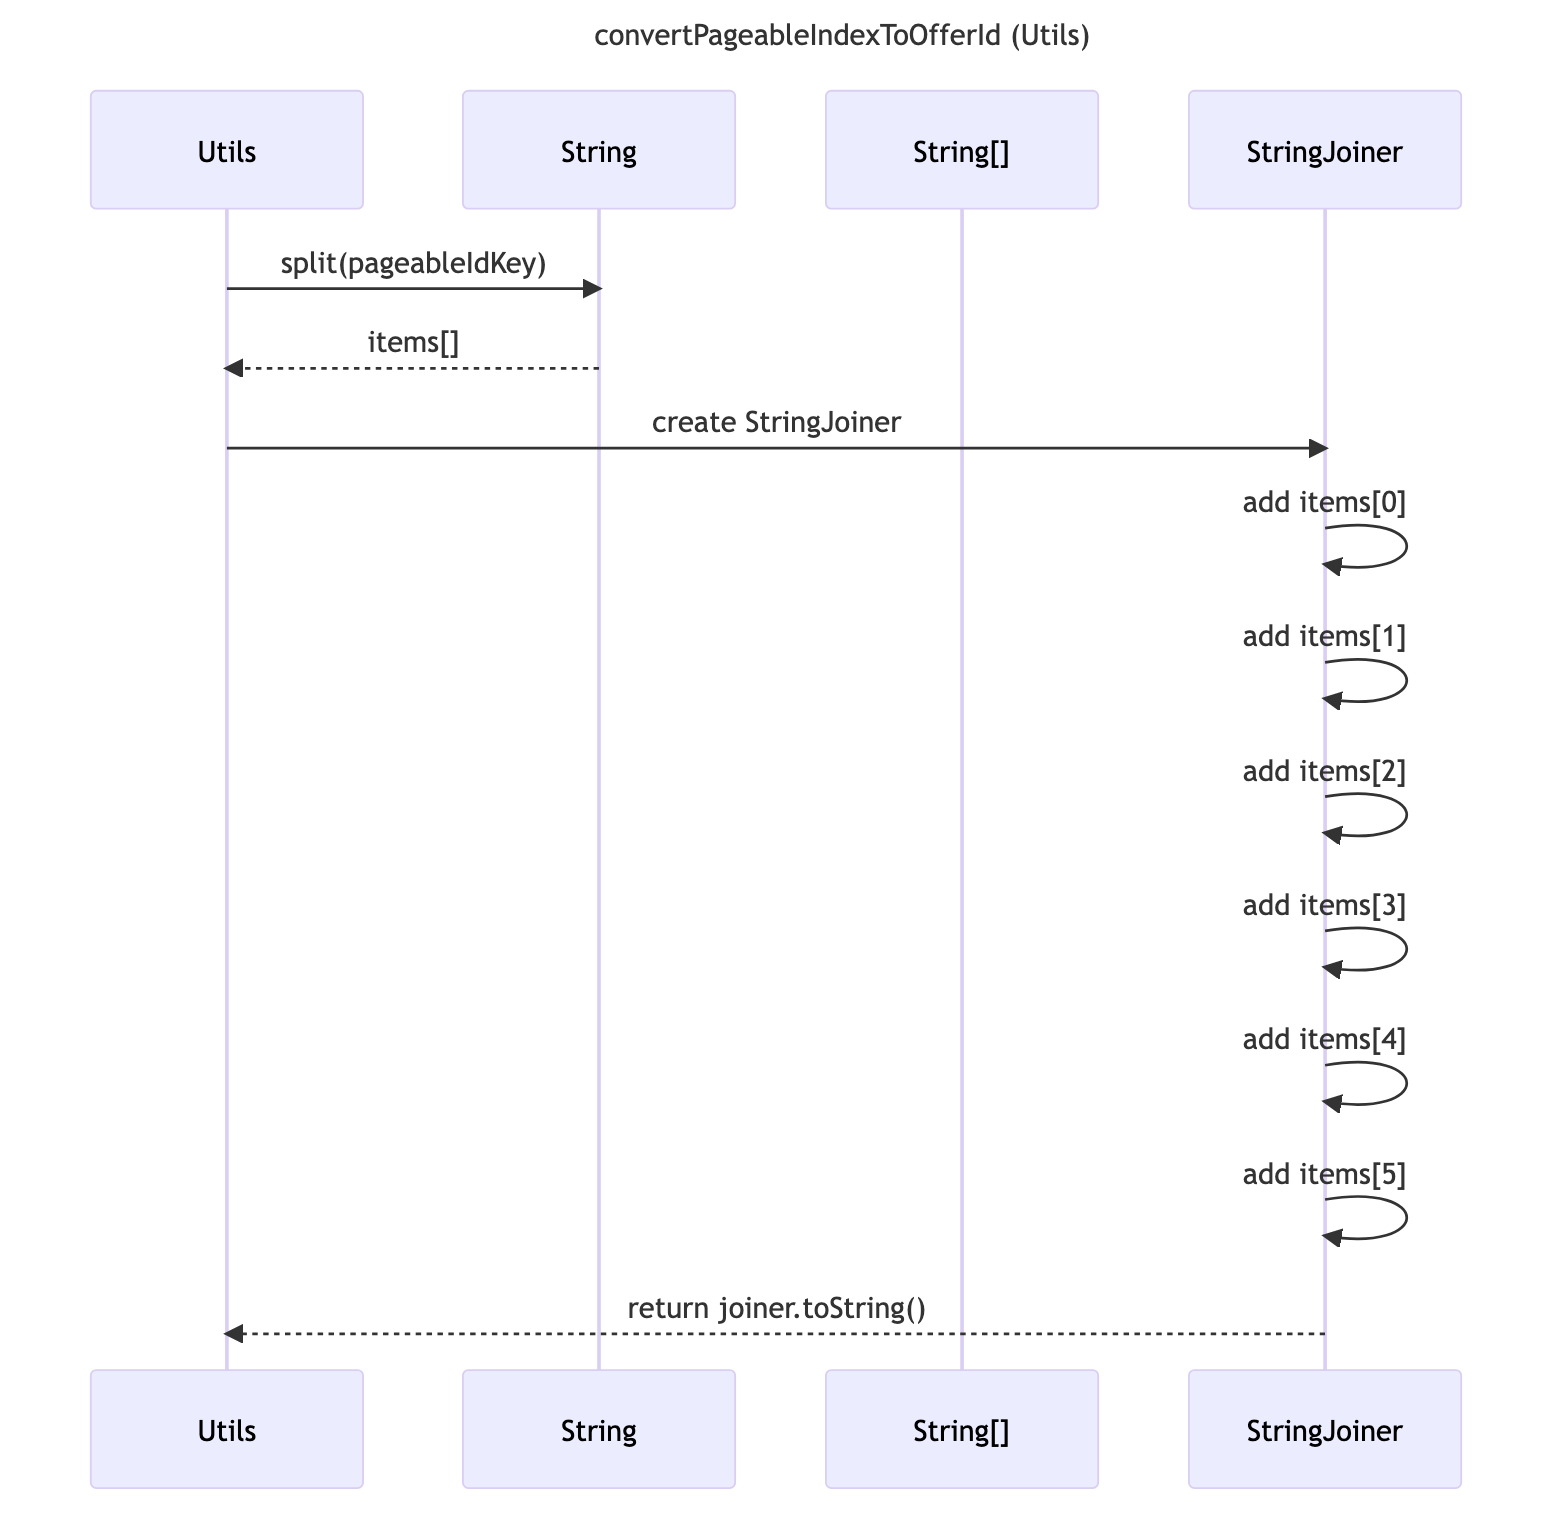 convertPageableIndexToOfferId (Utils)
Utils
String
String[]
StringJoiner
split(pageableIdKey)
items[]
create StringJoiner
add items[0]
add items[1]
add items[2]
add items[3]
add items[4]
add items[5]
return joiner.toString()
Utils
String
String[]
StringJoiner